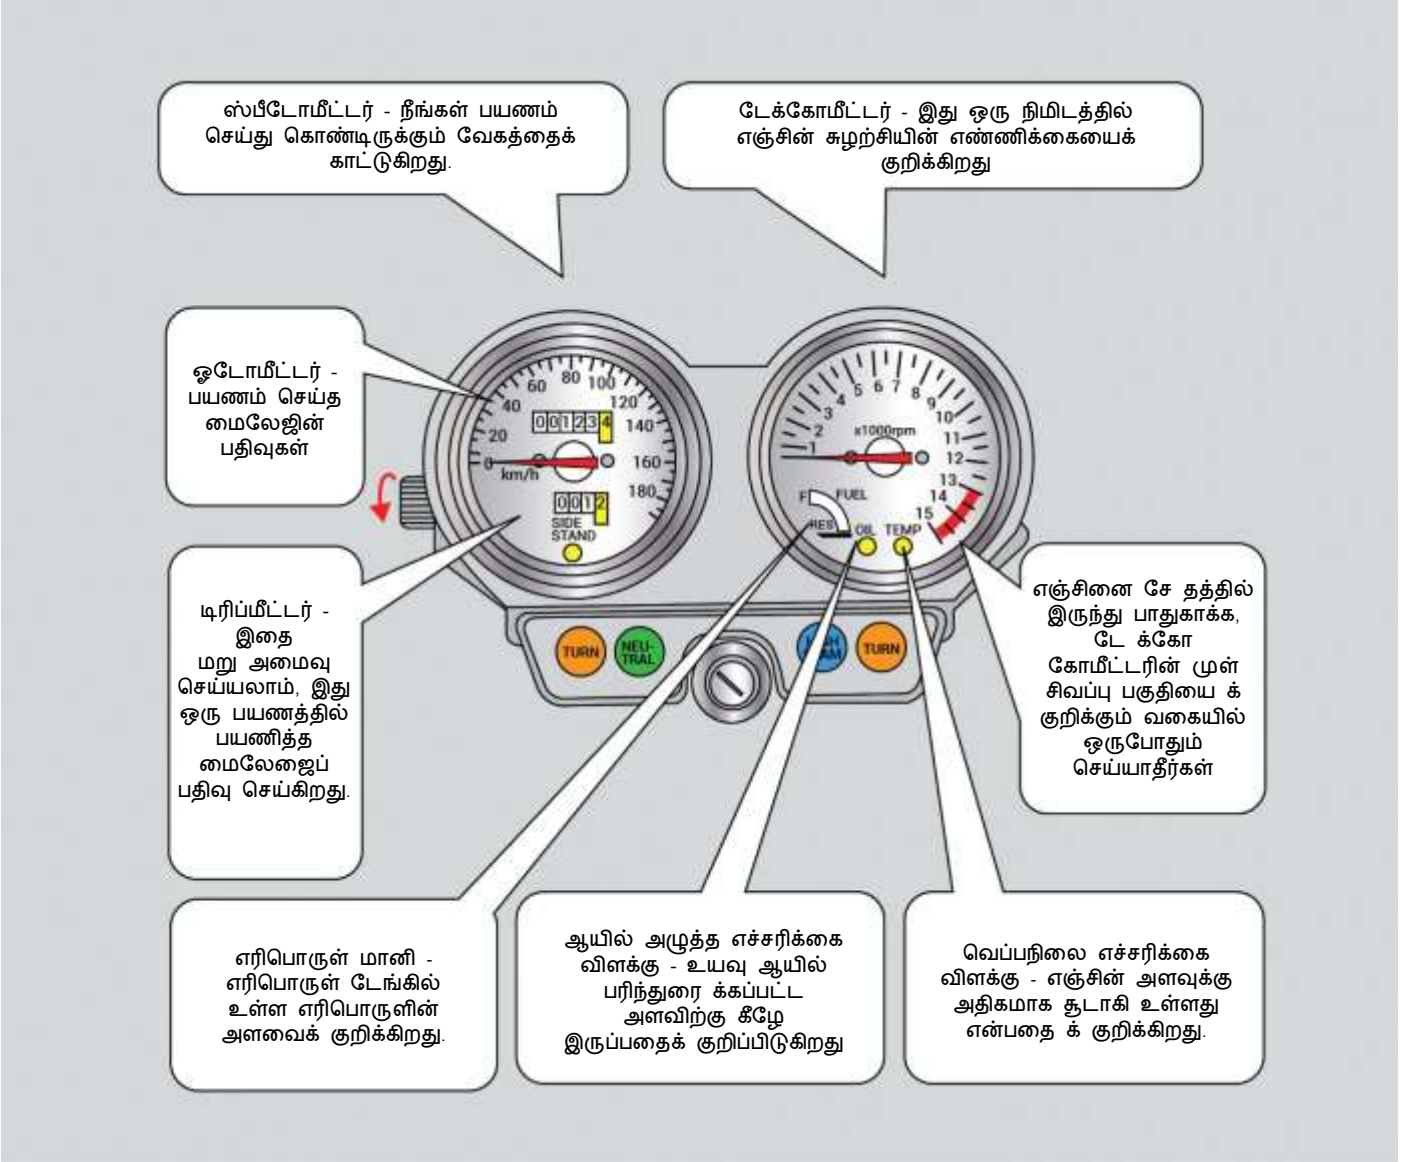 ஸ்பீடோமீட்டர் - நீங்கள் பயணம்
செய்து கொண்டிருக்கும் வேகத்தைக்
காட்டுகிறது.
டேக்கோமீட்டர் - இது ஒரு நிமிடத்தில்
எஞ்சின் சுழற்சியின் எண்ணிக்கையைக்
குறிக்கிறது
ஓடோமீட்டர் -
பயணம் செய்த
மைலேஜின்
பதிவுகள்
0 20 40 60 80 100 120 140 160 180
001234
km/h
0012
SIDE
STAND
1 2 3 4 5 6 7 8 9 10 11 12 13 14 15
x1000rpm
F FUEL
RES OIL TEMP
டிரிப்மீட்டர் -
இதை
மறு அமைவு
செய்யலாம், இது
ஒரு பயணத்தில்
பயணித்த
மைலேஜைப்
பதிவு செய்கிறது.
எஞ்சினை சே தத்தில்
இருந்து பாதுகாக்க,
டே க்கோ
கோமீட்டரின் முள்
சிவப்பு பகுதியை க்
குறிக்கும் வகையில்
ஒருபோதும்
செய்யாதீர்கள்
TURN
NEU-
TRAL
TURN
எரிபொருள் மானி -
எரிபொருள் டேங்கில்
உள்ள எரிபொருளின்
அளவைக் குறிக்கிறது.
ஆயில் அழுத்த எச்சரிக்கை
விளக்கு - உயவு ஆயில்
பரிந்துரை க்கப்பட்ட
அளவிற்கு கீழே
இருப்பதைக் குறிப்பிடுகிறது
வெப்பநிலை எச்சரிக்கை
விளக்கு - எஞ்சின் அளவுக்கு
அதிகமாக சூடாகி உள்ளது
என்பதை க் குறிக்கிறது.